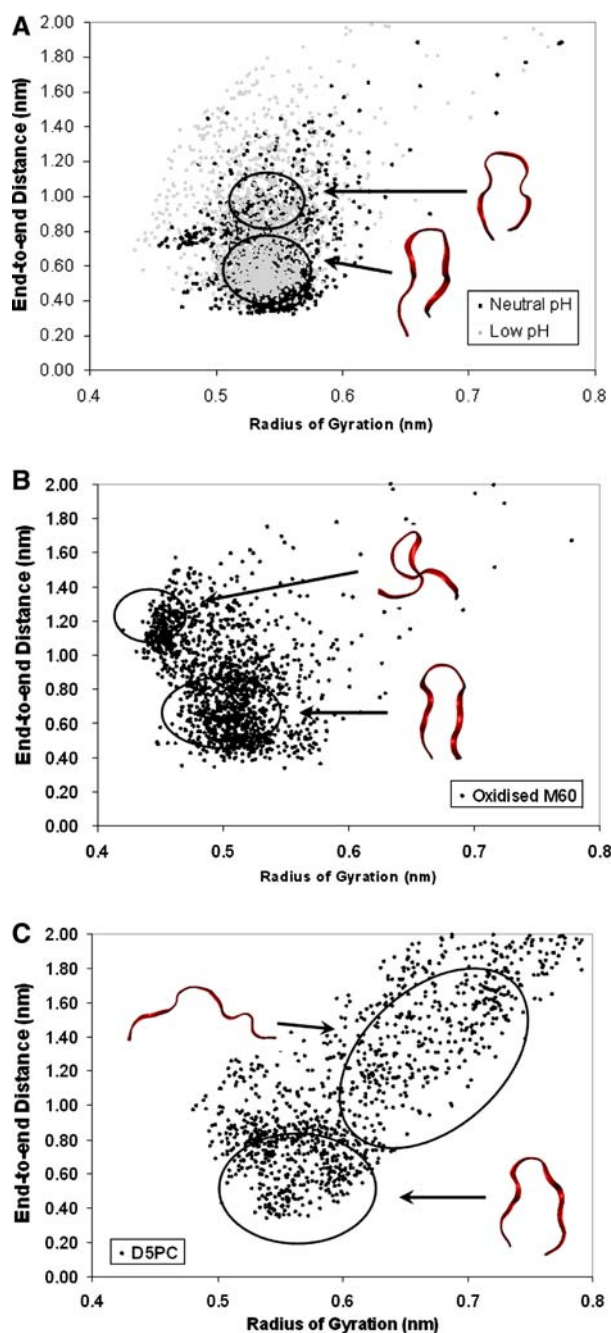 A
End-to-end Distance (nm)
2.00
1.80
1.60
1.40
1.20
1.00
0.80
0.60
0.40
0.20
0.00
Neutral pH
Low pH
0.4 0.5 0.6 0.7 0.8
Radius of Gyration (nm)
B
End-to-end Distance (nm)
2.00
1.80
1.60
1.40
1.20
1.00
0.80
0.60
0.40
0.20
0.00
Oxidised M60
0.4 0.5 0.6 0.7 0.8
Radius of Gyration (nm)
C
End-to-end Distance (nm)
2.00
1.80
1.60
1.40
1.20
1.00
0.80
0.60
0.40
0.20
0.00
D5PC
0.4 0.5 0.6 0.7 0.8
Radius of Gyration (nm)